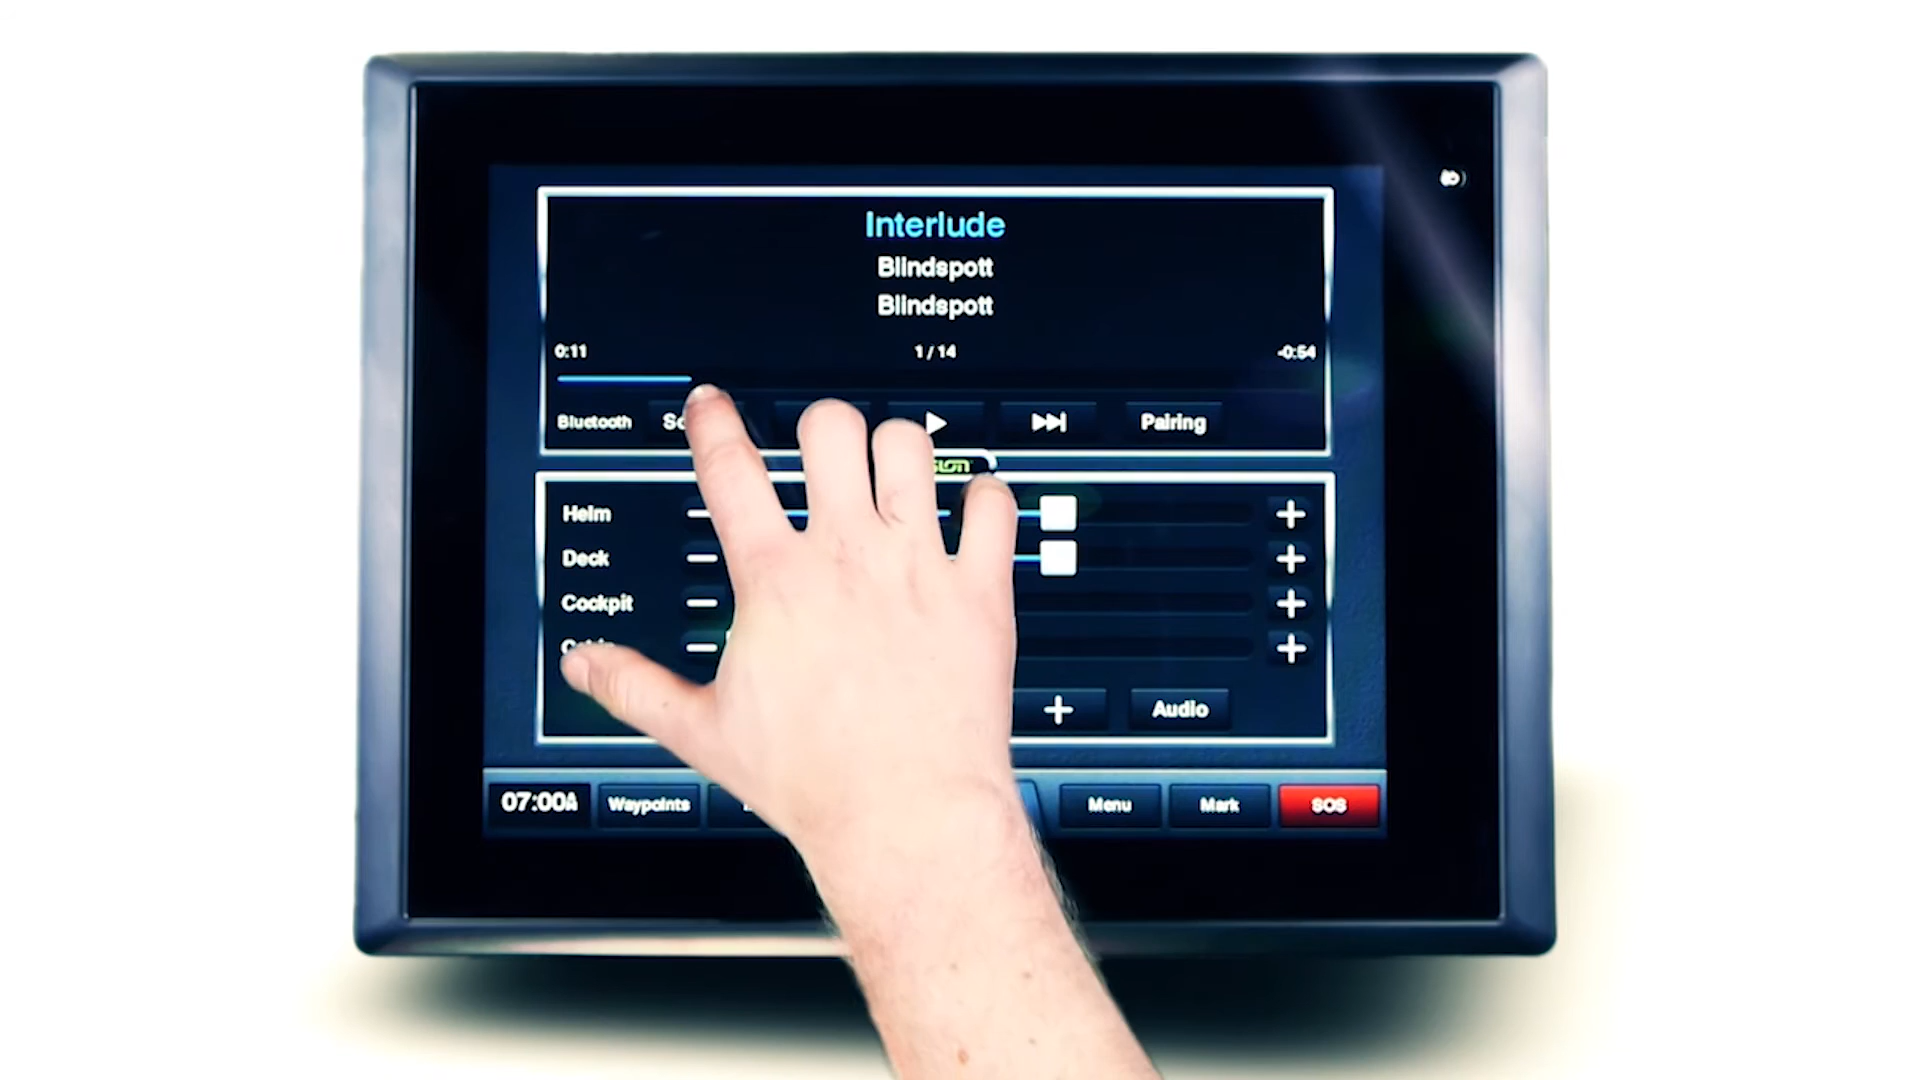 Interlude
Blindspott
Blindspott
0:11 1 / 14 -0:54
Bluetooth Pairing
Helm
Deck
Cockpit
Audio
07:00A Waypoints Menu Mark SOS